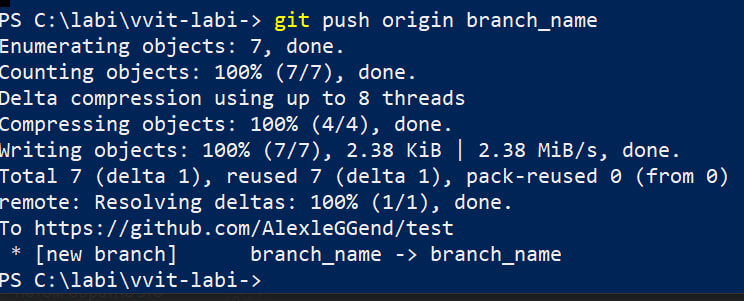 PS C:\labi\vvit-labi-> git push origin branch_name
Enumerating objects: 7, done.
Counting objects: 100% (7/7), done.
Delta compression using up to 8 threads
Compressing objects: 100% (4/4), done.
Writing objects: 100% (7/7), 2.38 KiB | 2.38 MiB/s, done.
Total 7 (delta 1), reused 7 (delta 1), pack-reused 0 (from 0)
remote: Resolving deltas: 100% (1/1), done.
To https://github.com/AlexleGGend/test
 * [new branch]      branch_name -> branch_name
PS C:\labi\vvit-labi->